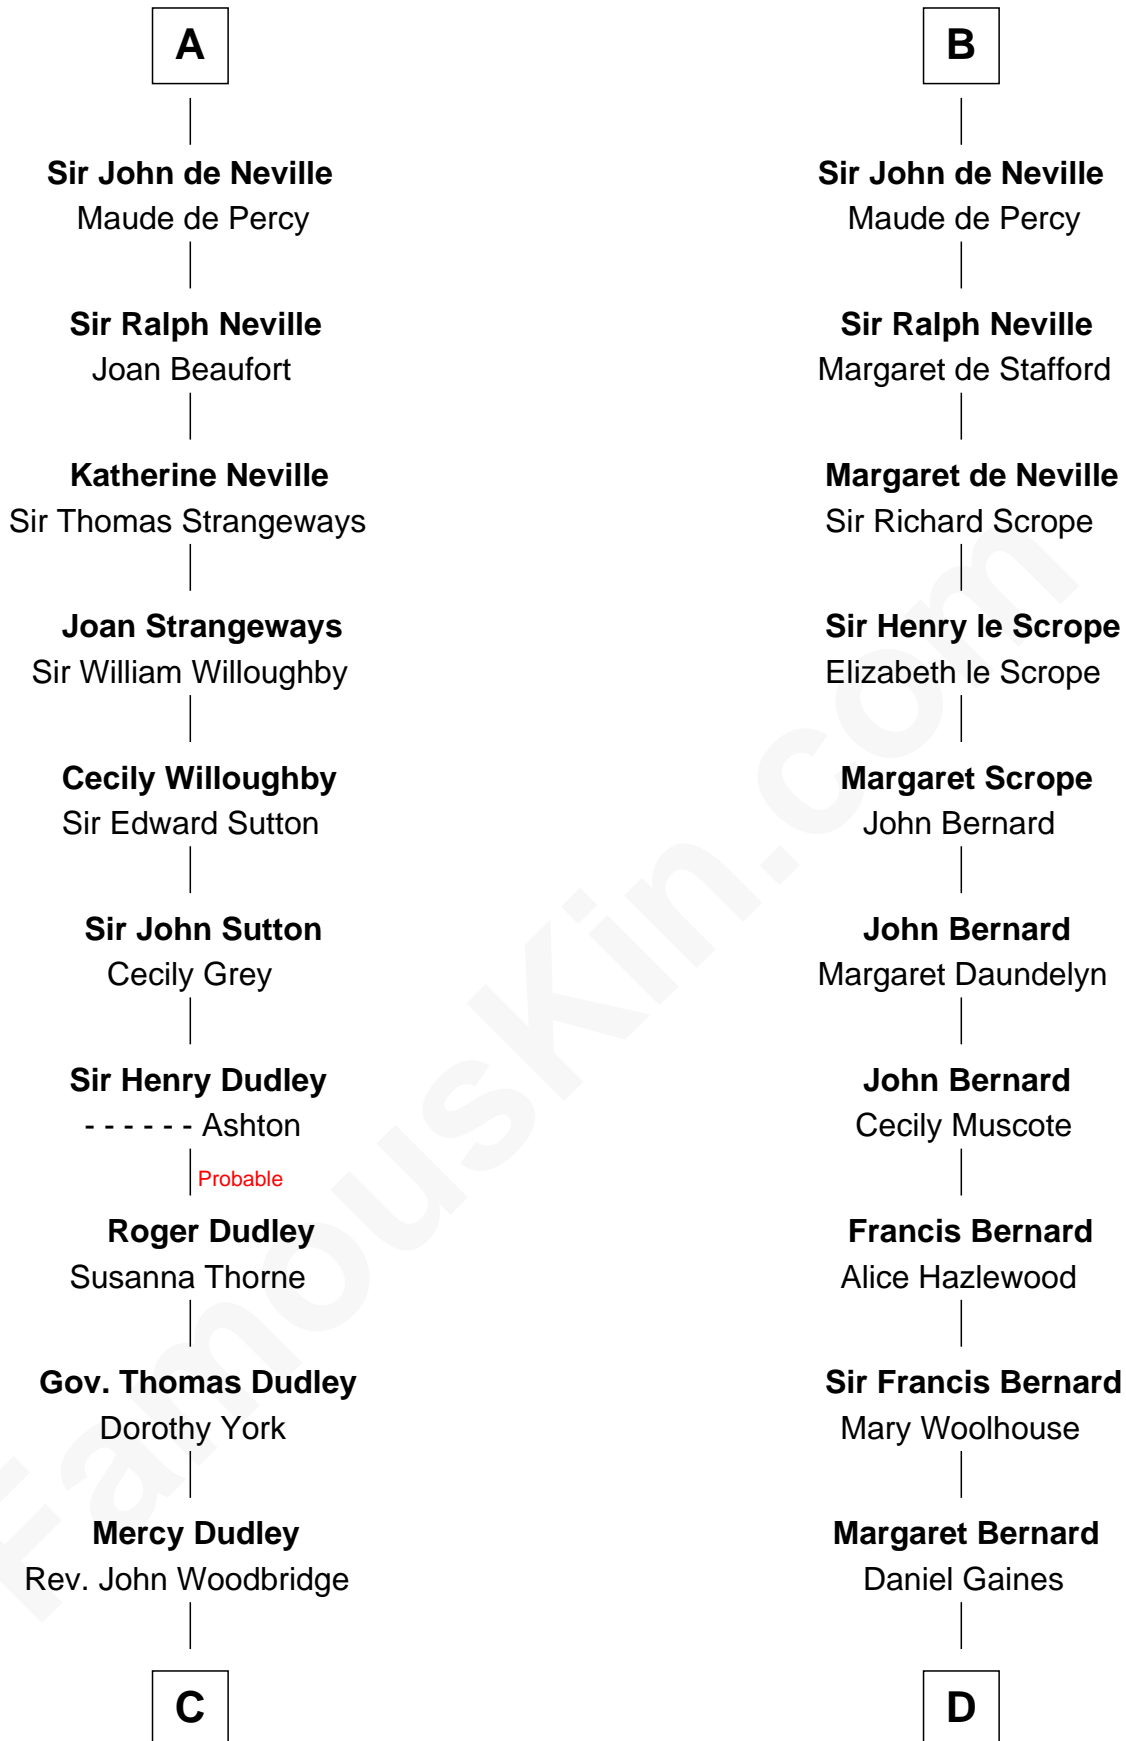 A
Sir John de Neville
Maude de Percy
Sir Ralph Neville
Joan Beaufort
Katherine Neville
Sir Thomas Strangeways
Joan Strangeways
Sir William Willoughby
Cecily Willoughby
Sir Edward Sutton
Sir John Sutton
Cecily Grey
Sir Henry Dudley
- - - - - - Ashton
Probable
Roger Dudley
Susanna Thorne
Gov. Thomas Dudley
Dorothy York
Mercy Dudley
Rev. John Woodbridge
C
B
Sir John de Neville
Maude de Percy
Sir Ralph Neville
Margaret de Stafford
Margaret de Neville
Sir Richard Scrope
Sir Henry le Scrope
Elizabeth le Scrope
Margaret Scrope
John Bernard
John Bernard
Margaret Daundelyn
John Bernard
Cecily Muscote
Francis Bernard
Alice Hazlewood
Sir Francis Bernard
Mary Woolhouse
Margaret Bernard
Daniel Gaines
D
FamousKin.com